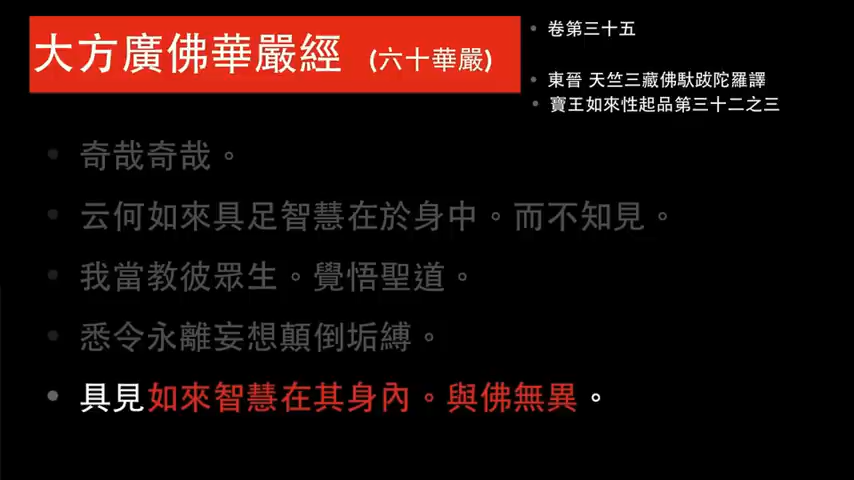 大方廣佛華嚴經 (六十華嚴)
卷第三十五
東晉 天竺三藏佛馱跋陀羅譯
寶王如來性起品第三十二之三
奇哉奇哉。
云何如來具足智慧在於身中。而不知見。
我當教彼眾生。覺悟聖道。
悉令永離妄想顛倒垢縛。
具見如來智慧在其身內。與佛無異。